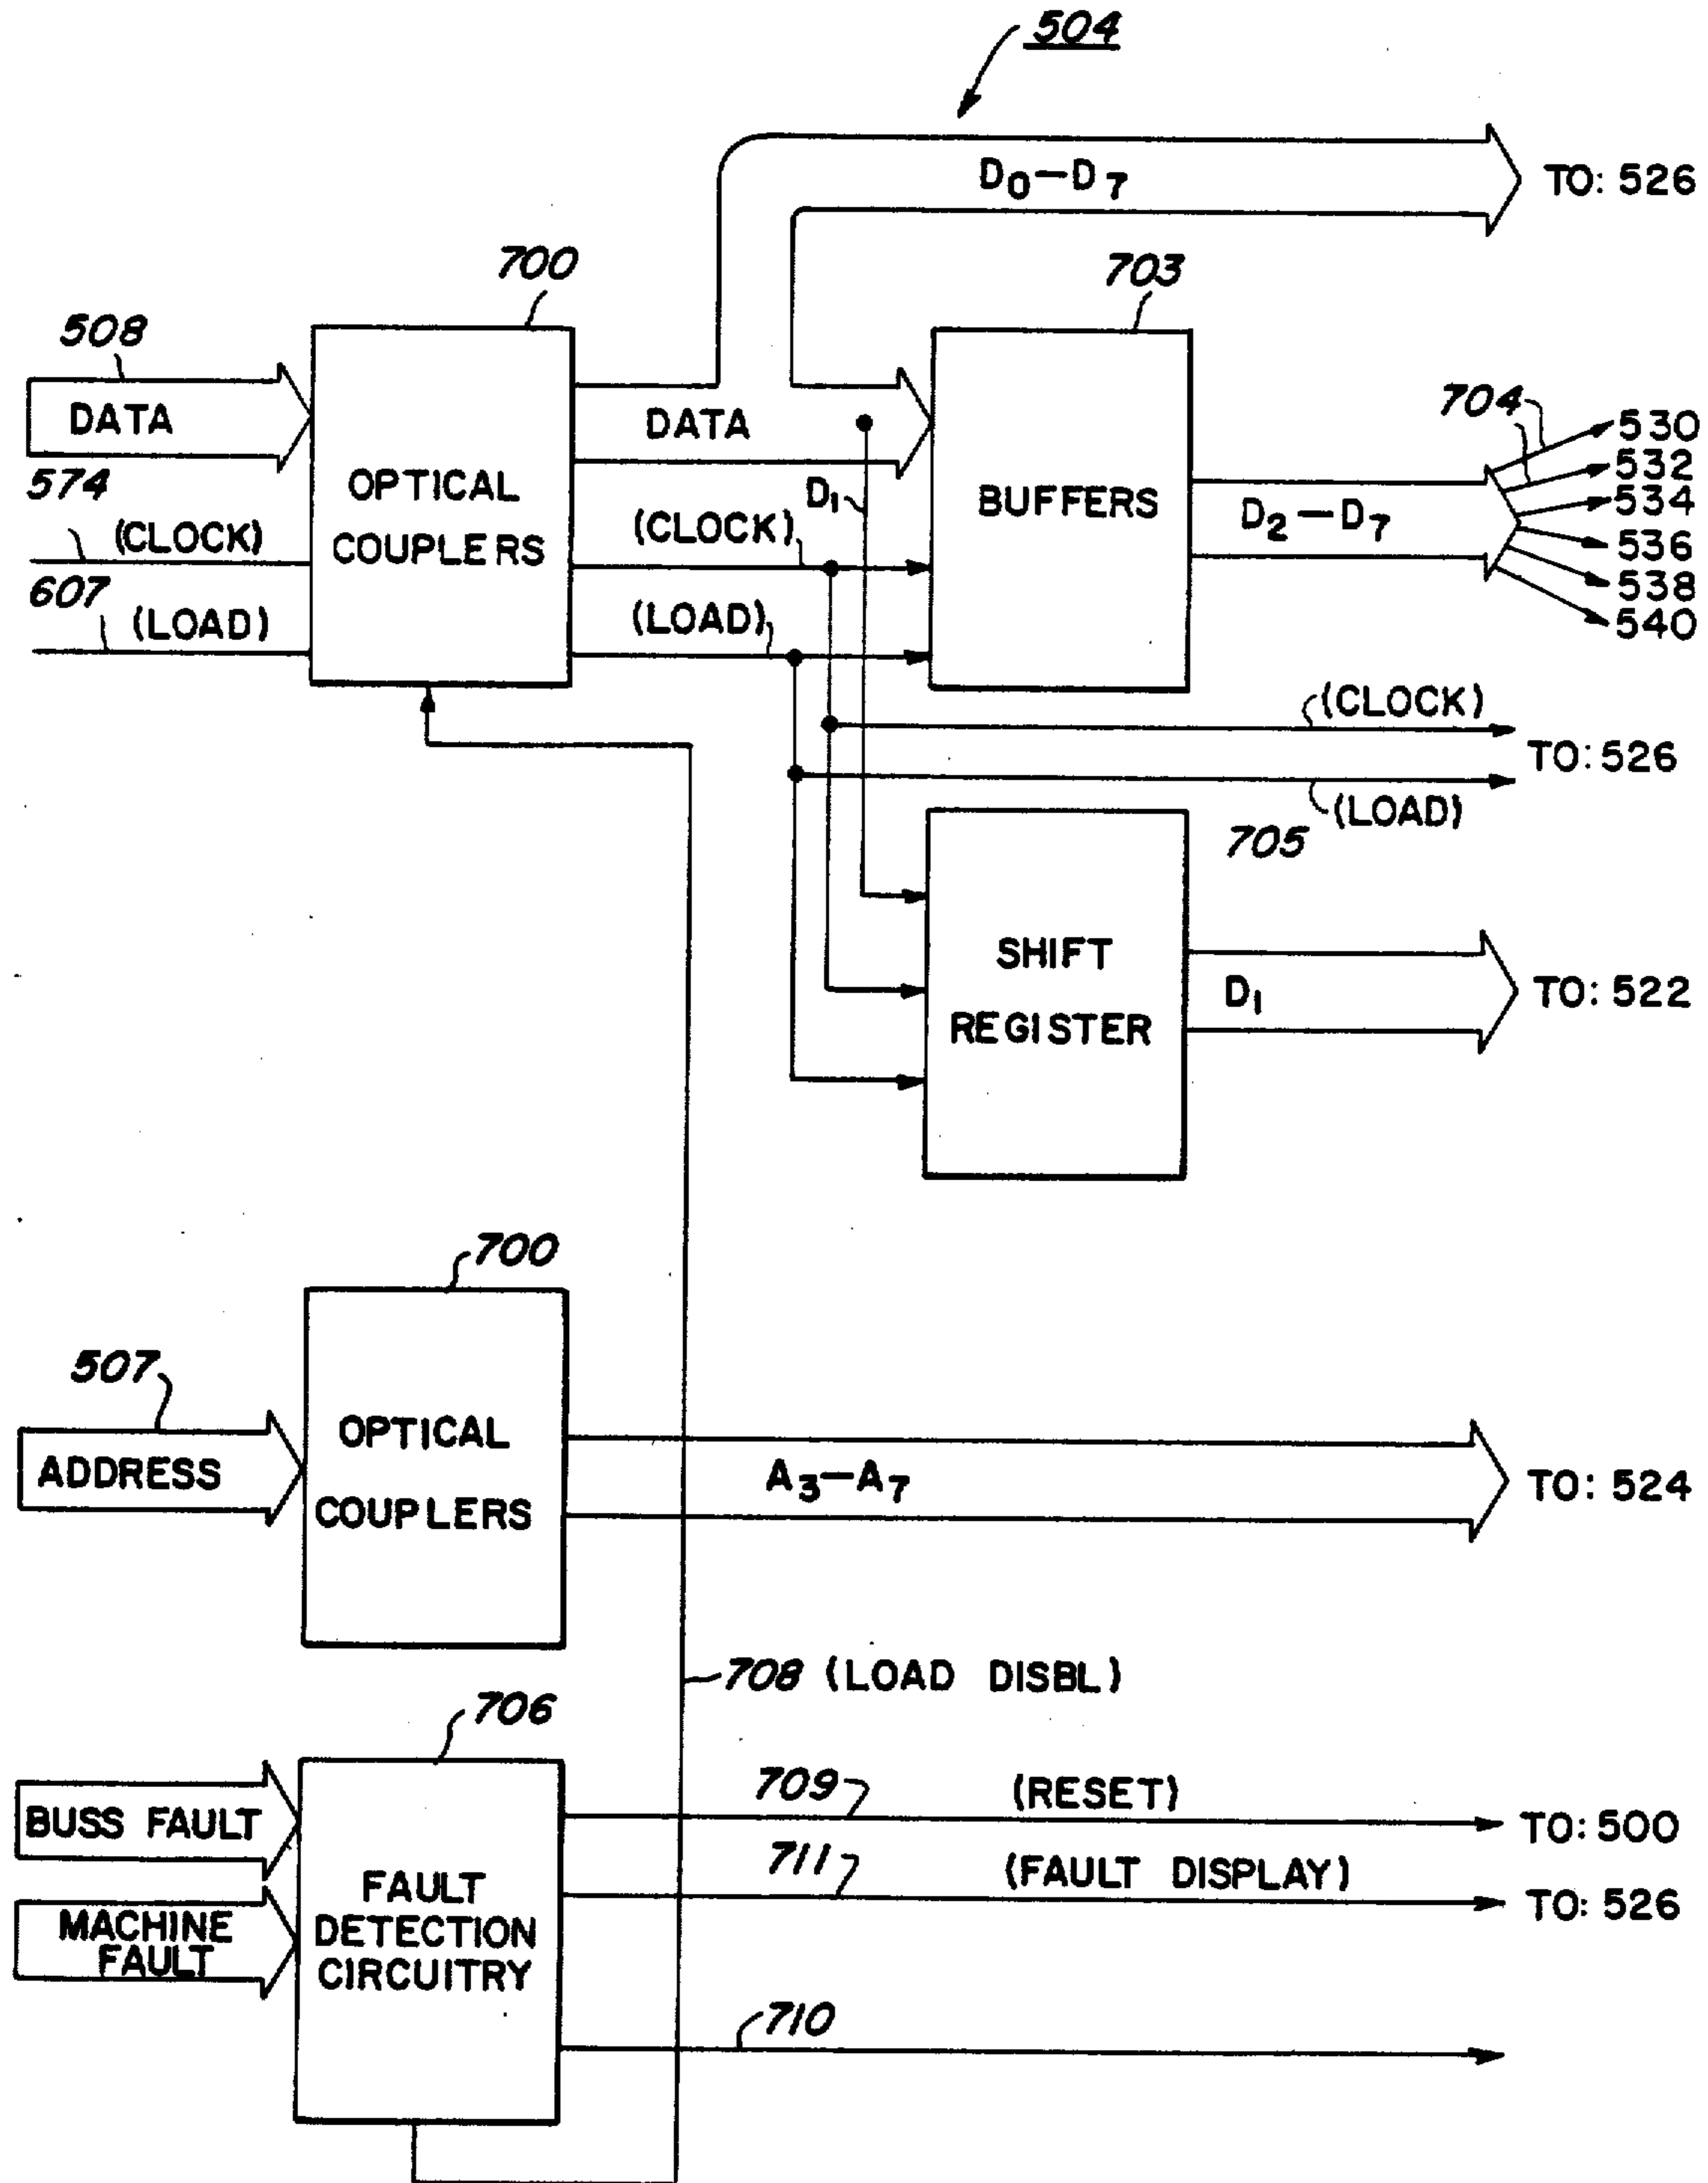 504
D0—D7
TO: 526
700
703
508
DATA
OPTICAL
COUPLERS
DATA
D1
BUFFERS
D2—D7
704
530
532
534
536
538
540
574
(CLOCK)
(CLOCK)
607
(LOAD)
(LOAD)
(CLOCK)
TO: 526
(LOAD)
705
SHIFT
REGISTER
D1
TO: 522
700
507
ADDRESS
OPTICAL
COUPLERS
A3—A7
TO: 524
708 (LOAD DISBL)
706
BUSS FAULT
MACHINE
FAULT
FAULT
DETECTION
CIRCUITRY
709
(RESET)
TO: 500
711
(FAULT DISPLAY)
TO: 526
710